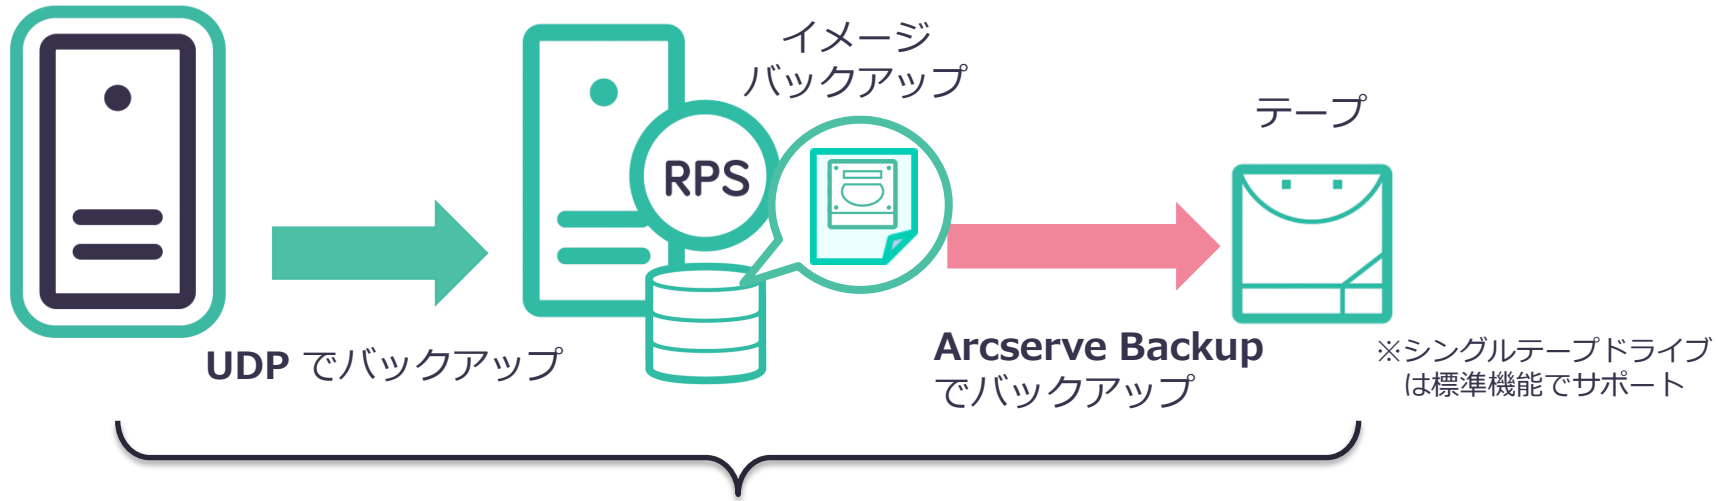 イメージ
バックアップ
テープ
RPS
UDP でバックアップ
Arcserve Backup
でバックアップ
※シングルテープドライブ
は標準機能でサポート